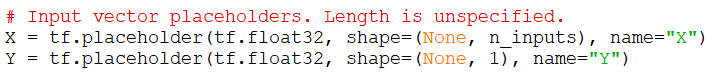 # Input vector placeholders. Length is unspecified.
X = tf.placeholder(tf.float32, shape=(None, n_inputs), name="X")
Y = tf.placeholder(tf.float32, shape=(None, 1), name="Y")